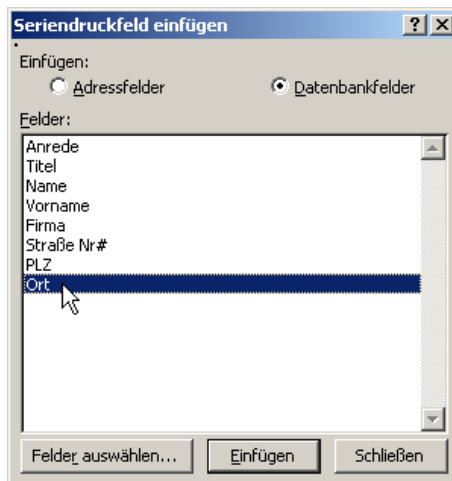 Seriendruckfeld einfügen
Einfügen:
Adressfelder Datenbankfelder
Felder:
Anrede
Titel
Name
Vorname
Firma
Straße Nr#
PLZ
Ort
Felder auswählen... Einfügen Schließen